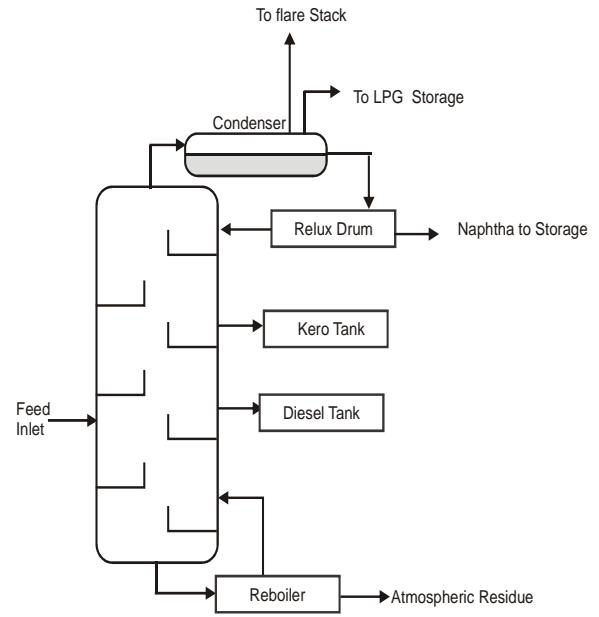 To flare Stack
To LPG Storage
Condenser
Relux Drum
Naphtha to Storage
Kero Tank
Diesel Tank
Feed
Inlet
Reboiler
Atmospheric Residue